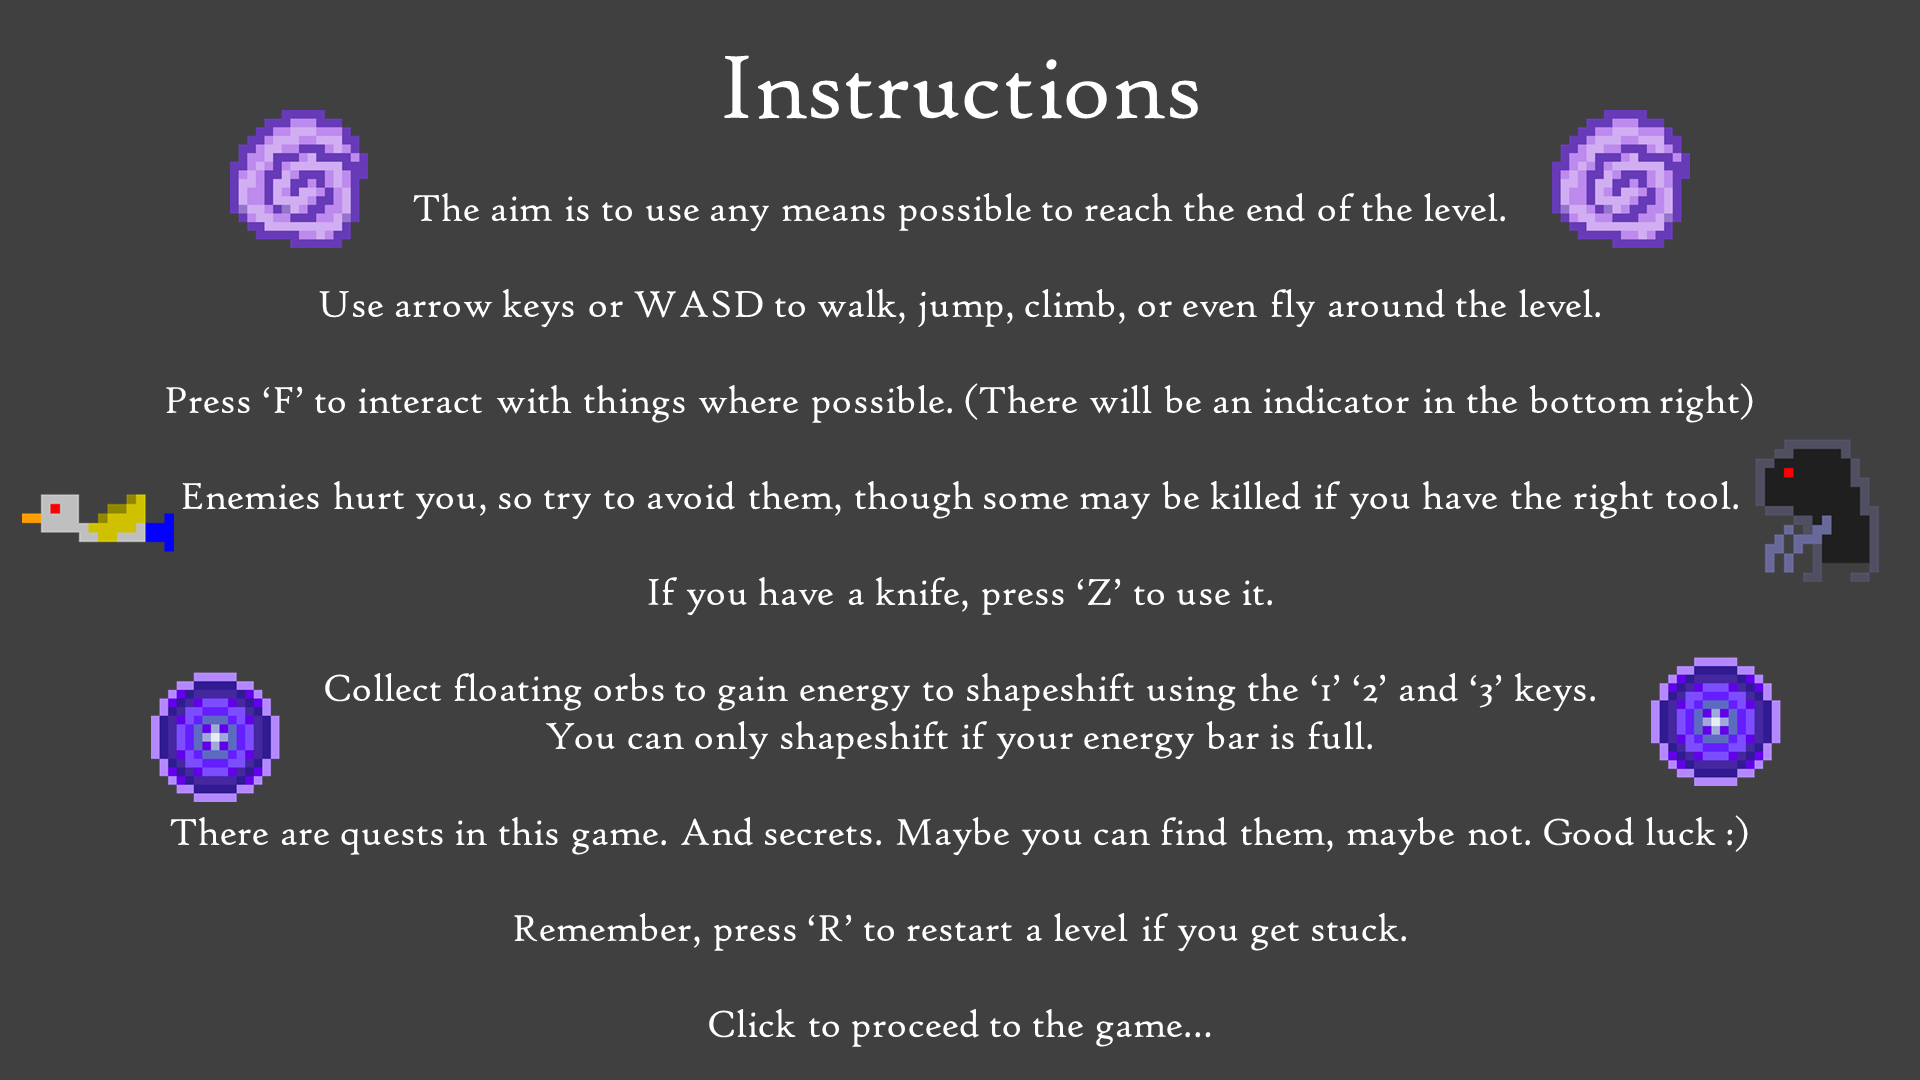 Instructions
The aim is to use any means possible to reach the end of the level.
Use arrow keys or WASD to walk, jump, climb, or even fly around the level.
Press ‘F’ to interact with things where possible. (There will be an indicator in the bottom right)
Enemies hurt you, so try to avoid them, though some may be killed if you have the right tool.
If you have a knife, press ‘Z’ to use it.
Collect floating orbs to gain energy to shapeshift using the ‘1’ ‘2’ and ‘3’ keys.
You can only shapeshift if your energy bar is full.
There are quests in this game. And secrets. Maybe you can find them, maybe not. Good luck :)
Remember, press ‘R’ to restart a level if you get stuck.
Click to proceed to the game...